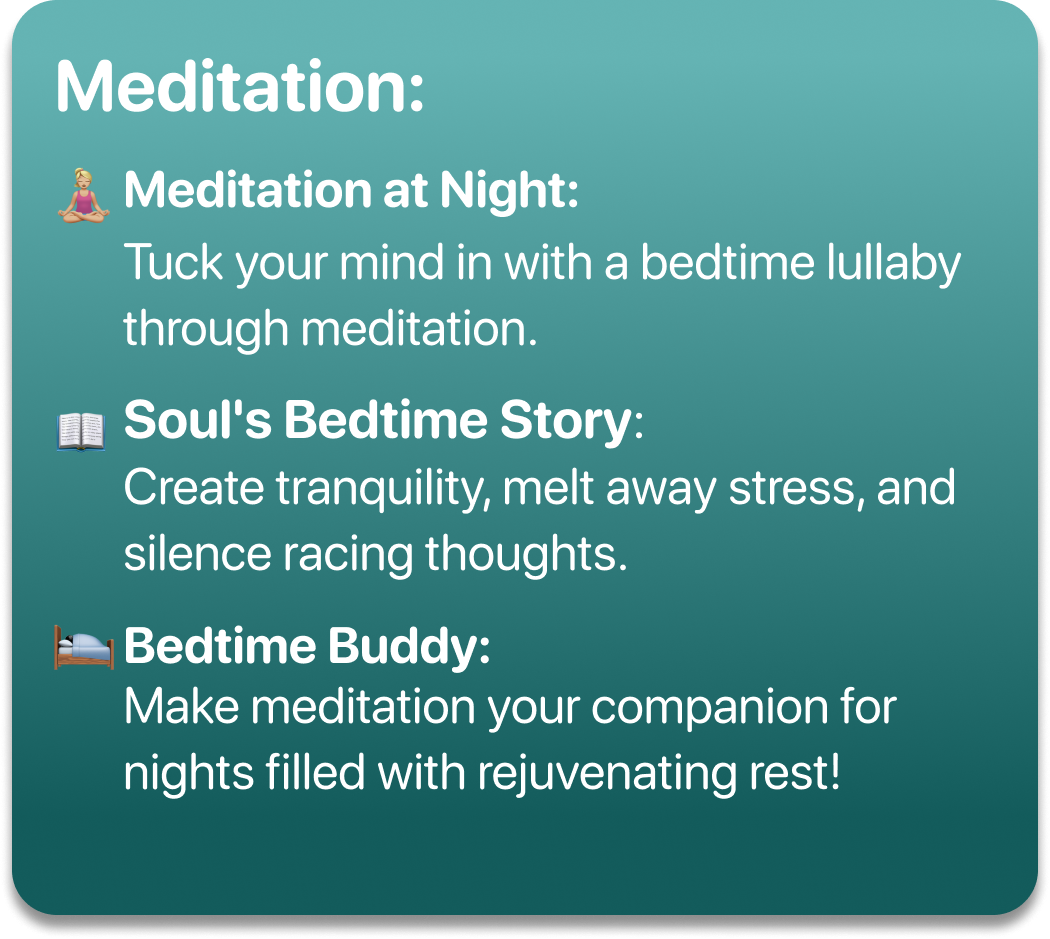 Meditation:
Meditation at Night:
Tuck your mind in with a bedtime lullaby
through meditation.
Soul's Bedtime Story:
Create tranquility, melt away stress, and
silence racing thoughts.
Bedtime Buddy:
Make meditation your companion for
nights filled with rejuvenating rest!